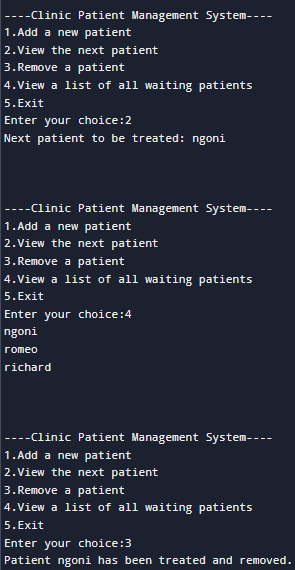 ----Clinic Patient Management System----
1.Add a new patient
2.View the next patient
3.Remove a patient
4.View a list of all waiting patients
5.Exit
Enter your choice:2
Next patient to be treated: ngoni
----Clinic Patient Management System----
1.Add a new patient
2.View the next patient
3.Remove a patient
4.View a list of all waiting patients
5.Exit
Enter your choice:4
ngoni
romeo
richard
----Clinic Patient Management System----
1.Add a new patient
2.View the next patient
3.Remove a patient
4.View a list of all waiting patients
5.Exit
Enter your choice:3
Patient ngoni has been treated and removed.